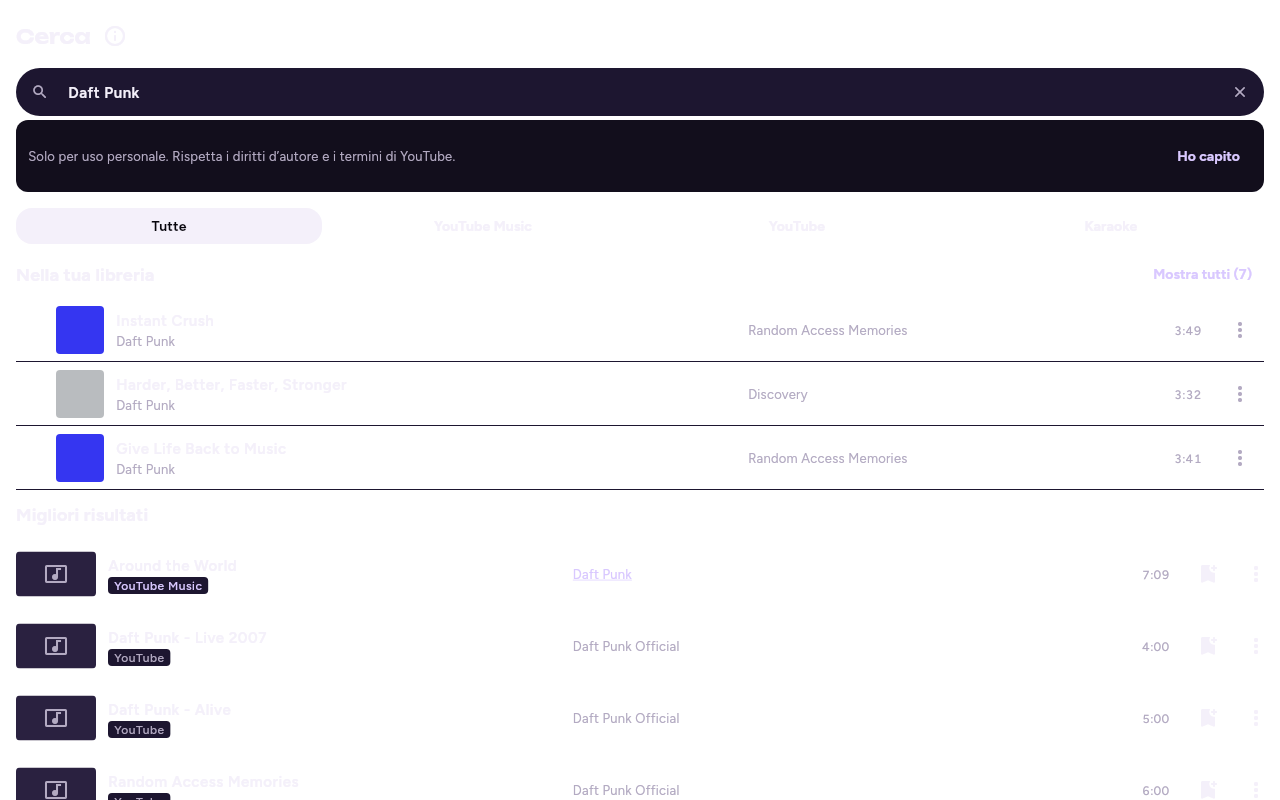 Cerca
Daft Punk
Solo per uso personale. Rispetta i diritti d’autore e i termini di YouTube.
Ho capito
Tutte
YouTube Music
YouTube
Karaoke
Nella tua libreria
Mostra tutti (7)
Instant Crush
Daft Punk
Random Access Memories
3:49
Harder, Better, Faster, Stronger
Daft Punk
Discovery
3:32
Give Life Back to Music
Daft Punk
Random Access Memories
3:41
Migliori risultati
Around the World
YouTube Music
Daft Punk
7:09
Daft Punk - Live 2007
YouTube
Daft Punk Official
4:00
Daft Punk - Alive
YouTube
Daft Punk Official
5:00
Random Access Memories
Daft Punk Official
6:00